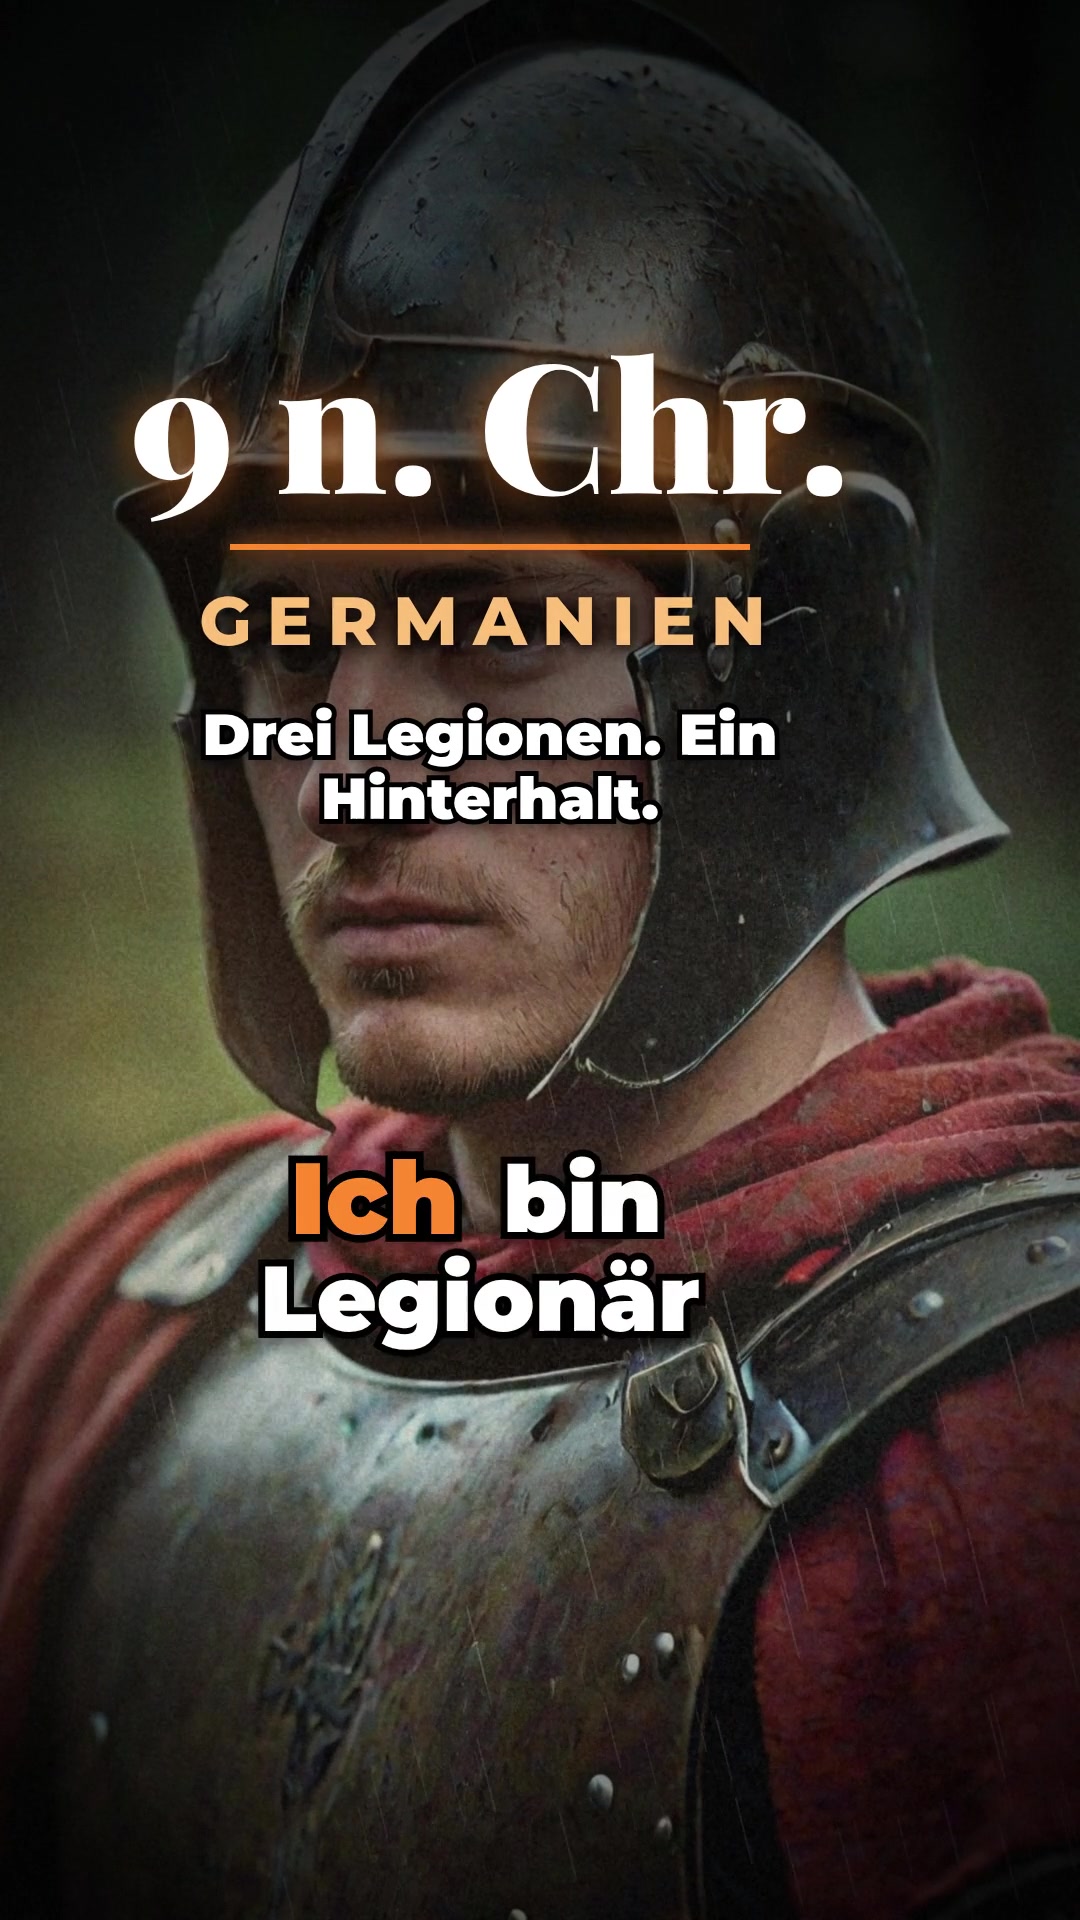 9 n. Chr.
GERMANIEN
Drei Legionen. Ein
Hinterhalt.
Ich bin
Legionär